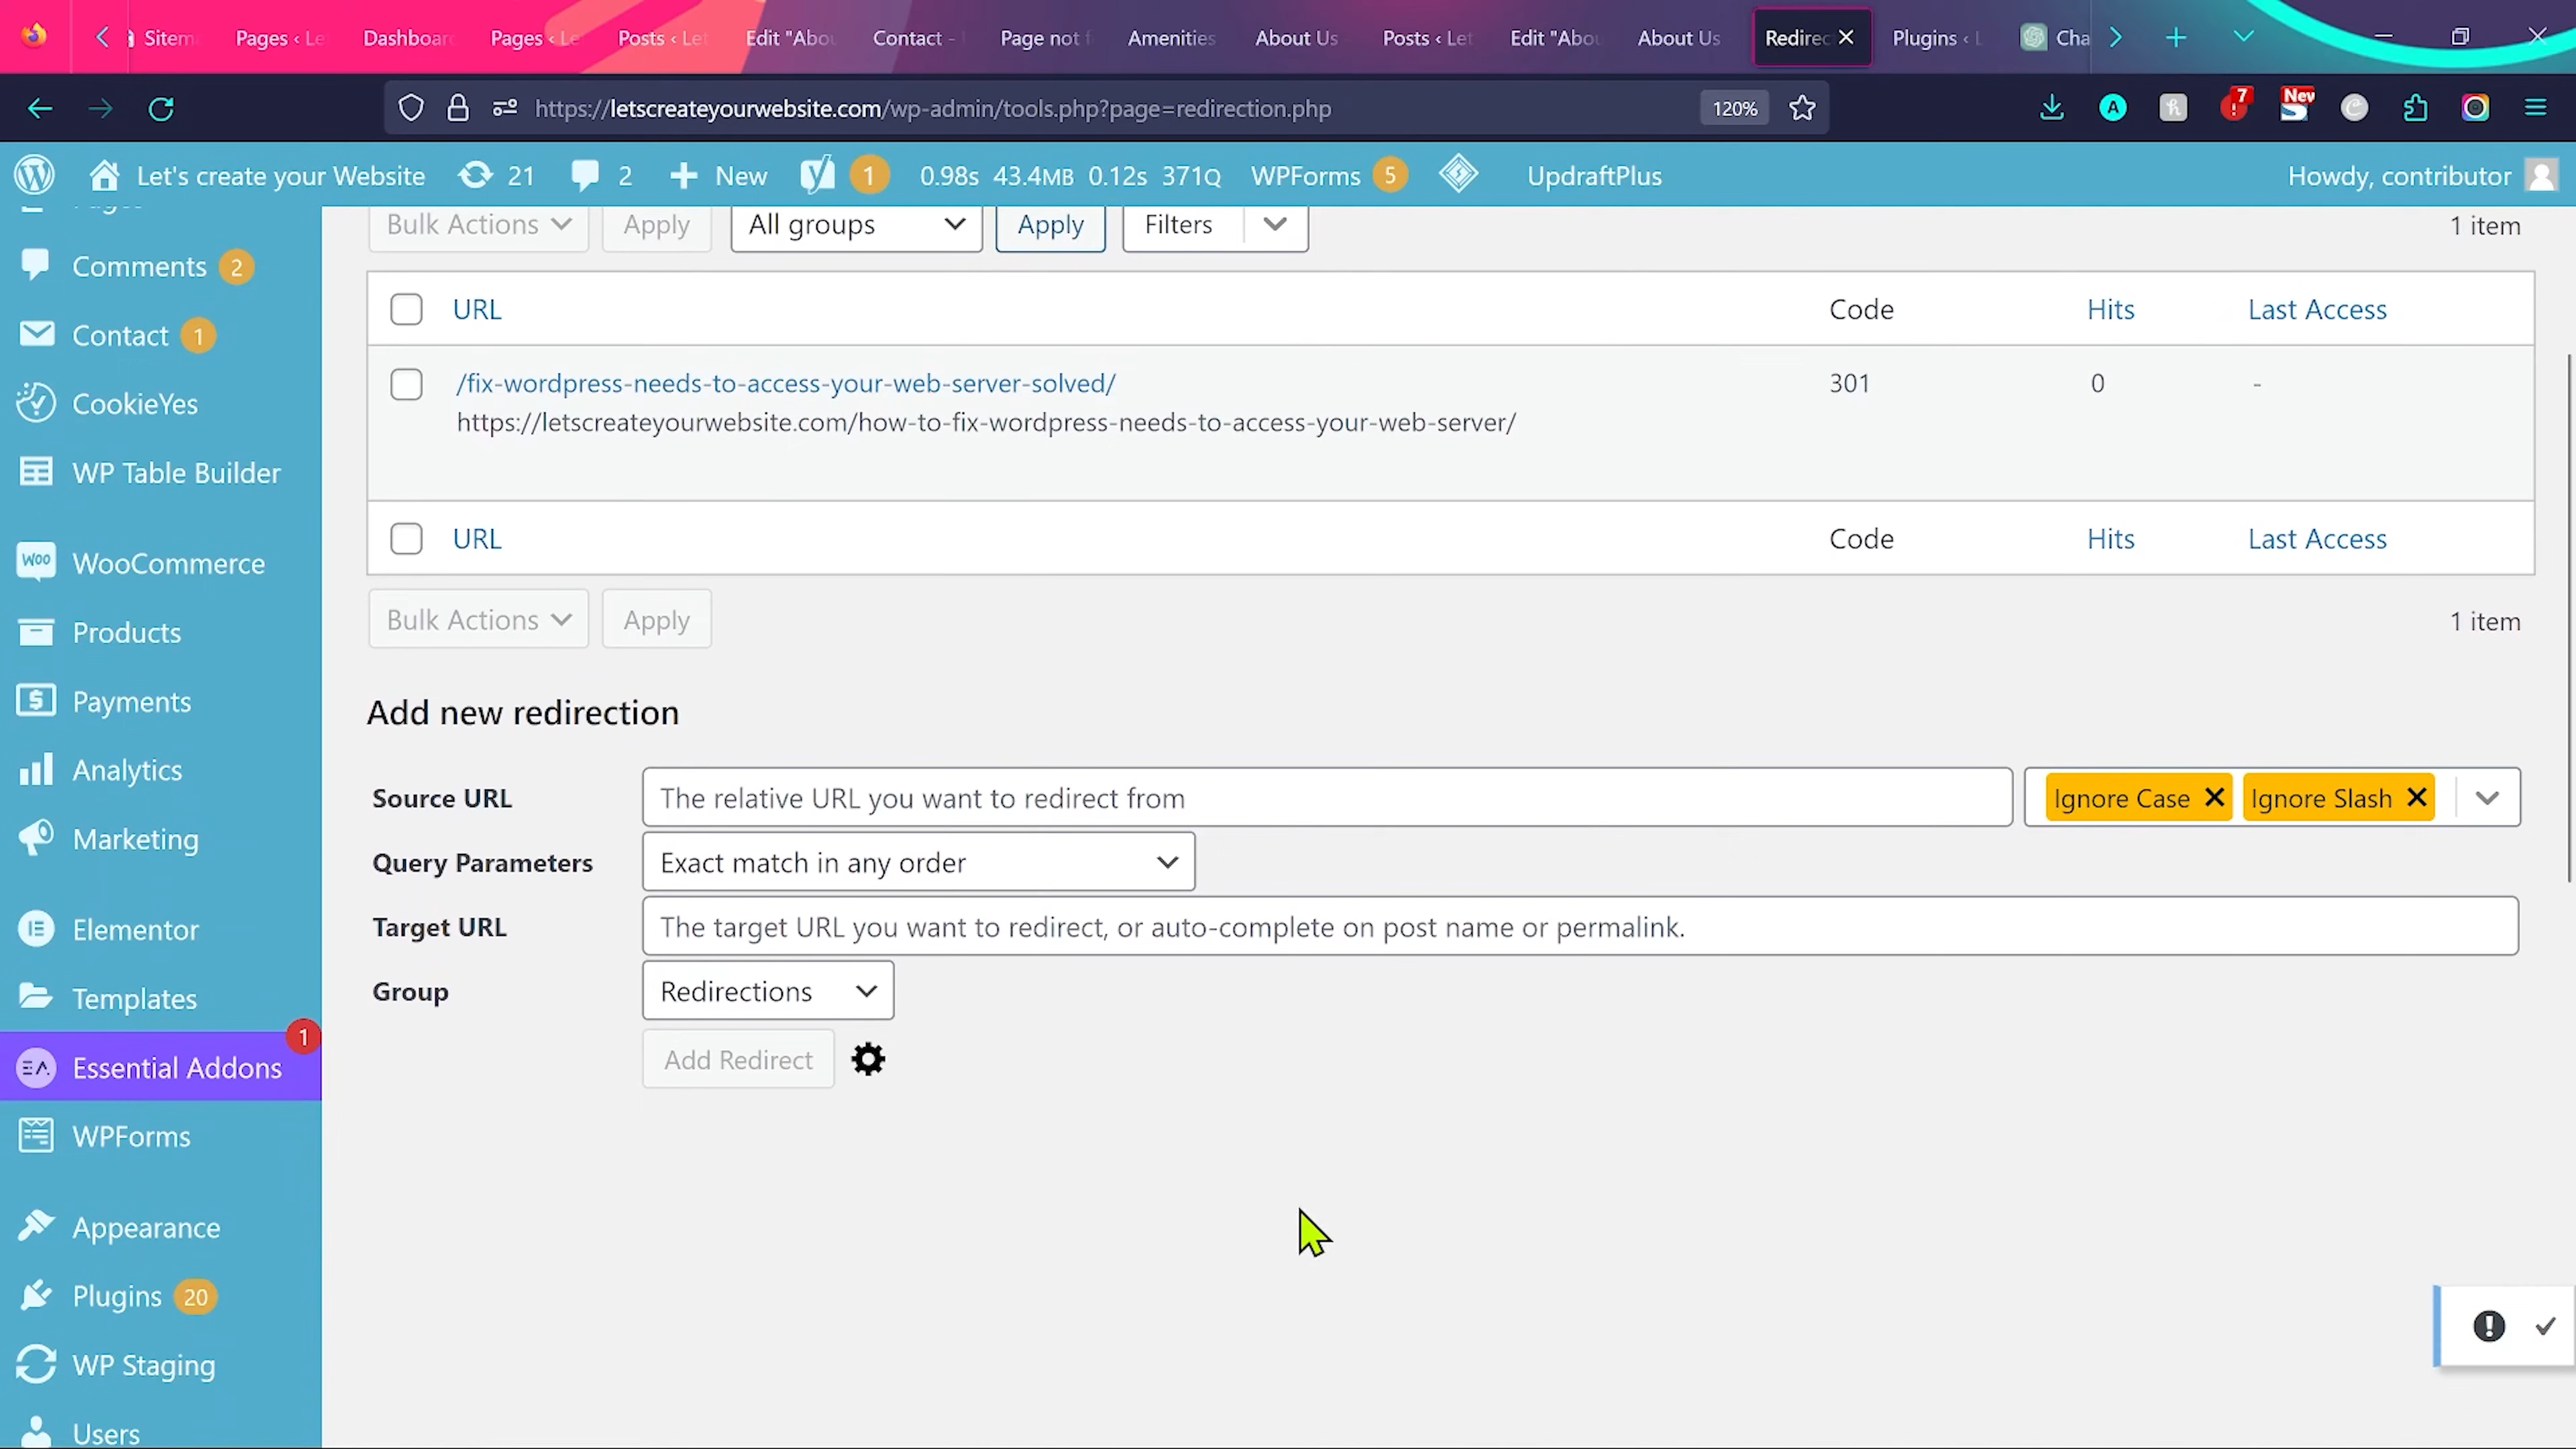 Sitem
Pages ‹ Le
Dashboar
Pages ‹ Le
Posts ‹ Let
Edit "Abou
Contact -
Page not f
Amenities
About Us
Posts ‹ Let
Edit "Abou
About Us
Redirec
Plugins ‹ L
Cha
https://letscreateyourwebsite.com/wp-admin/tools.php?page=redirection.php
120%
A
7
New
Let's create your Website
21
2
New
1
0.98s 43.4MB 0.12s 371Q
WPForms 5
UpdraftPlus
Howdy, contributor
Pages
Comments 2
Contact 1
CookieYes
WP Table Builder
WooCommerce
Products
Payments
Analytics
Marketing
Elementor
Templates
Essential Addons 1
WPForms
Appearance
Plugins 20
WP Staging
Users
Bulk Actions
Apply
All groups
Apply
Filters
1 item
URL Code Hits Last Access
/fix-wordpress-needs-to-access-your-web-server-solved/ 301 0 -
https://letscreateyourwebsite.com/how-to-fix-wordpress-needs-to-access-your-web-server/
URL Code Hits Last Access
Bulk Actions
Apply
1 item
Add new redirection
Source URL The relative URL you want to redirect from Ignore Case Ignore Slash
Query Parameters Exact match in any order
Target URL The target URL you want to redirect, or auto-complete on post name or permalink.
Group Redirections
Add Redirect